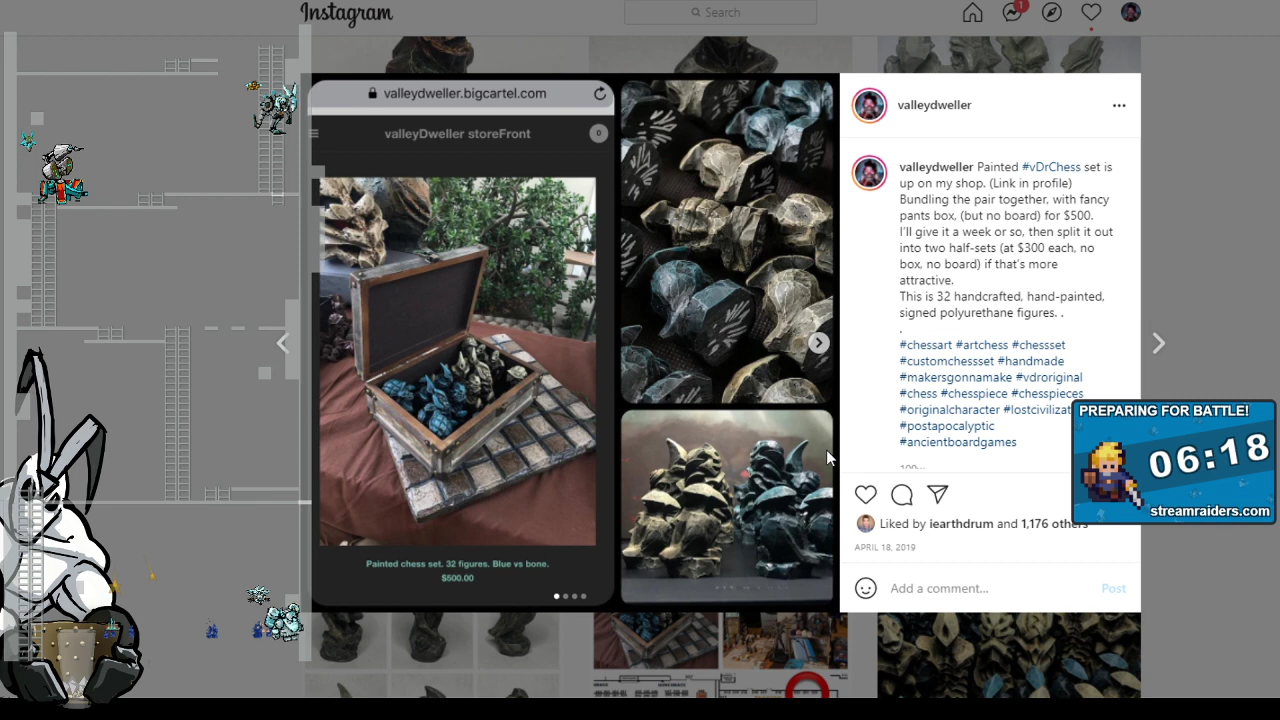 Instagram
Search
1
valleydweller.bigcartel.com
valleyDweller storeFront
0
Painted chess set. 32 figures. Blue vs bone.
$500.00
valleydweller
valleydweller Painted #vDrChess set is
up on my shop. (Link in profile)
Bundling the pair together, with fancy
pants box, (but no board) for $500.
I'll give it a week or so, then split it out
into two half-sets (at $300 each, no
box, no board) if that's more
attractive.
This is 32 handcrafted, hand-painted,
signed polyurethane figures. .
.
#chessart #artchess #chessset
#customchessset #handmade
#makersgonnamake #vdroriginal
#chess #chesspiece #chesspieces
#originalcharacter #lostcivilizat
#postapocalyptic
#ancientboardgames
Liked by iearthdrum and 1,176 others
APRIL 18, 2019
Add a comment...
Post
PREPARING FOR BATTLE!
06:18
streamraiders.com